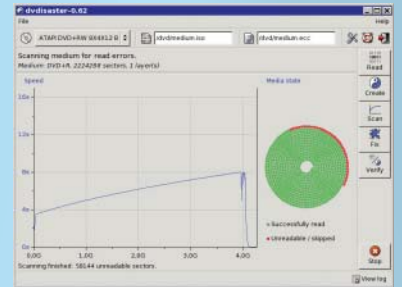 dvdisaster-0.62
File Help
ATAPI DVD+RW 8X4X12 B /dvd/medium.iso /dvd/medium.ecc
Scanning medium for read errors.
Medium: DVD+R, 2224288 sectors, 1 layer(s)
Read
Speed
Media state
Create
16x
Scan
12x
Fix
8x
Verify
4x
Successfully read
Unreadable / skipped
0x
0.00 1.00 2.00 3.00 4.00
Stop
Scanning finished: 58144 unreadable sectors.
View log